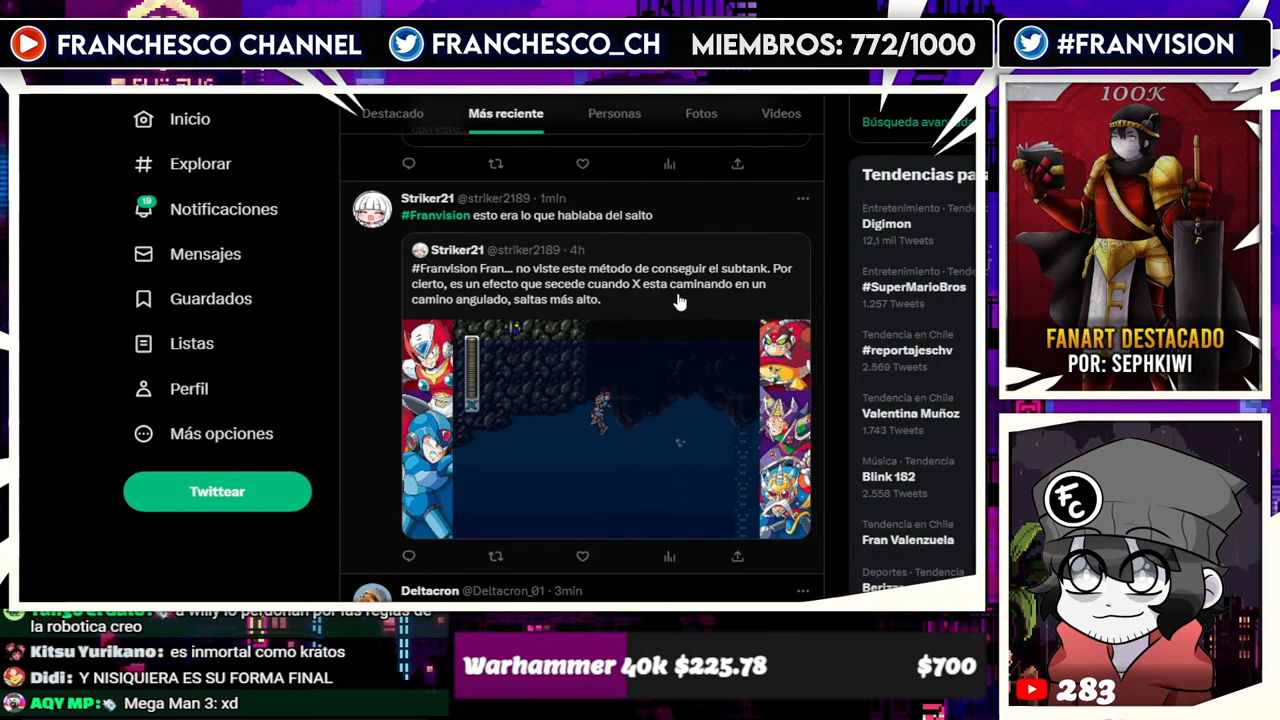 FRANCHESCO CHANNEL
FRANCHESCO_CH
MIEMBROS: 772/1000
#FRANVISION
Inicio
Explorar
19
Notificaciones
Mensajes
Guardados
Listas
Perfil
Más opciones
Twittear
Destacado
Más reciente
Personas
Fotos
Videos
con esto...
Striker21 @striker2189 · 1min
#Franvision esto era lo que hablaba del salto
Striker21 @striker2189 · 4h
#Franvision Fran... no viste este método de conseguir el subtank. Por
cierto, es un efecto que secede cuando X esta caminando en un
camino angulado, saltas más alto.
Deltacron @Deltacron_01 · 3min
Búsqueda avanzada
Tendencias pa
Entretenimiento · Tende
Digimon
12,1 mil Tweets
Entretenimiento · Tende
#SuperMarioBros
1.257 Tweets
Tendencia en Chile
#reportajeschv
2.569 Tweets
Tendencia en Chile
Valentina Muñoz
1.743 Tweets
Música · Tendencia
Blink 182
2.558 Tweets
Tendencia en Chile
Fran Valenzuela
Deportes · Tendencia
Berizz
100K
FANART DESTACADO
POR: SEPHKIWI
FC
283
a willy lo perdonan por las reglas de
la robotica creo
Kitsu Yurikano: es inmortal como kratos
Didi: Y NISIQUIERA ES SU FORMA FINAL
AQY MP: Mega Man 3: xd
Warhammer 40k $225.78
$700